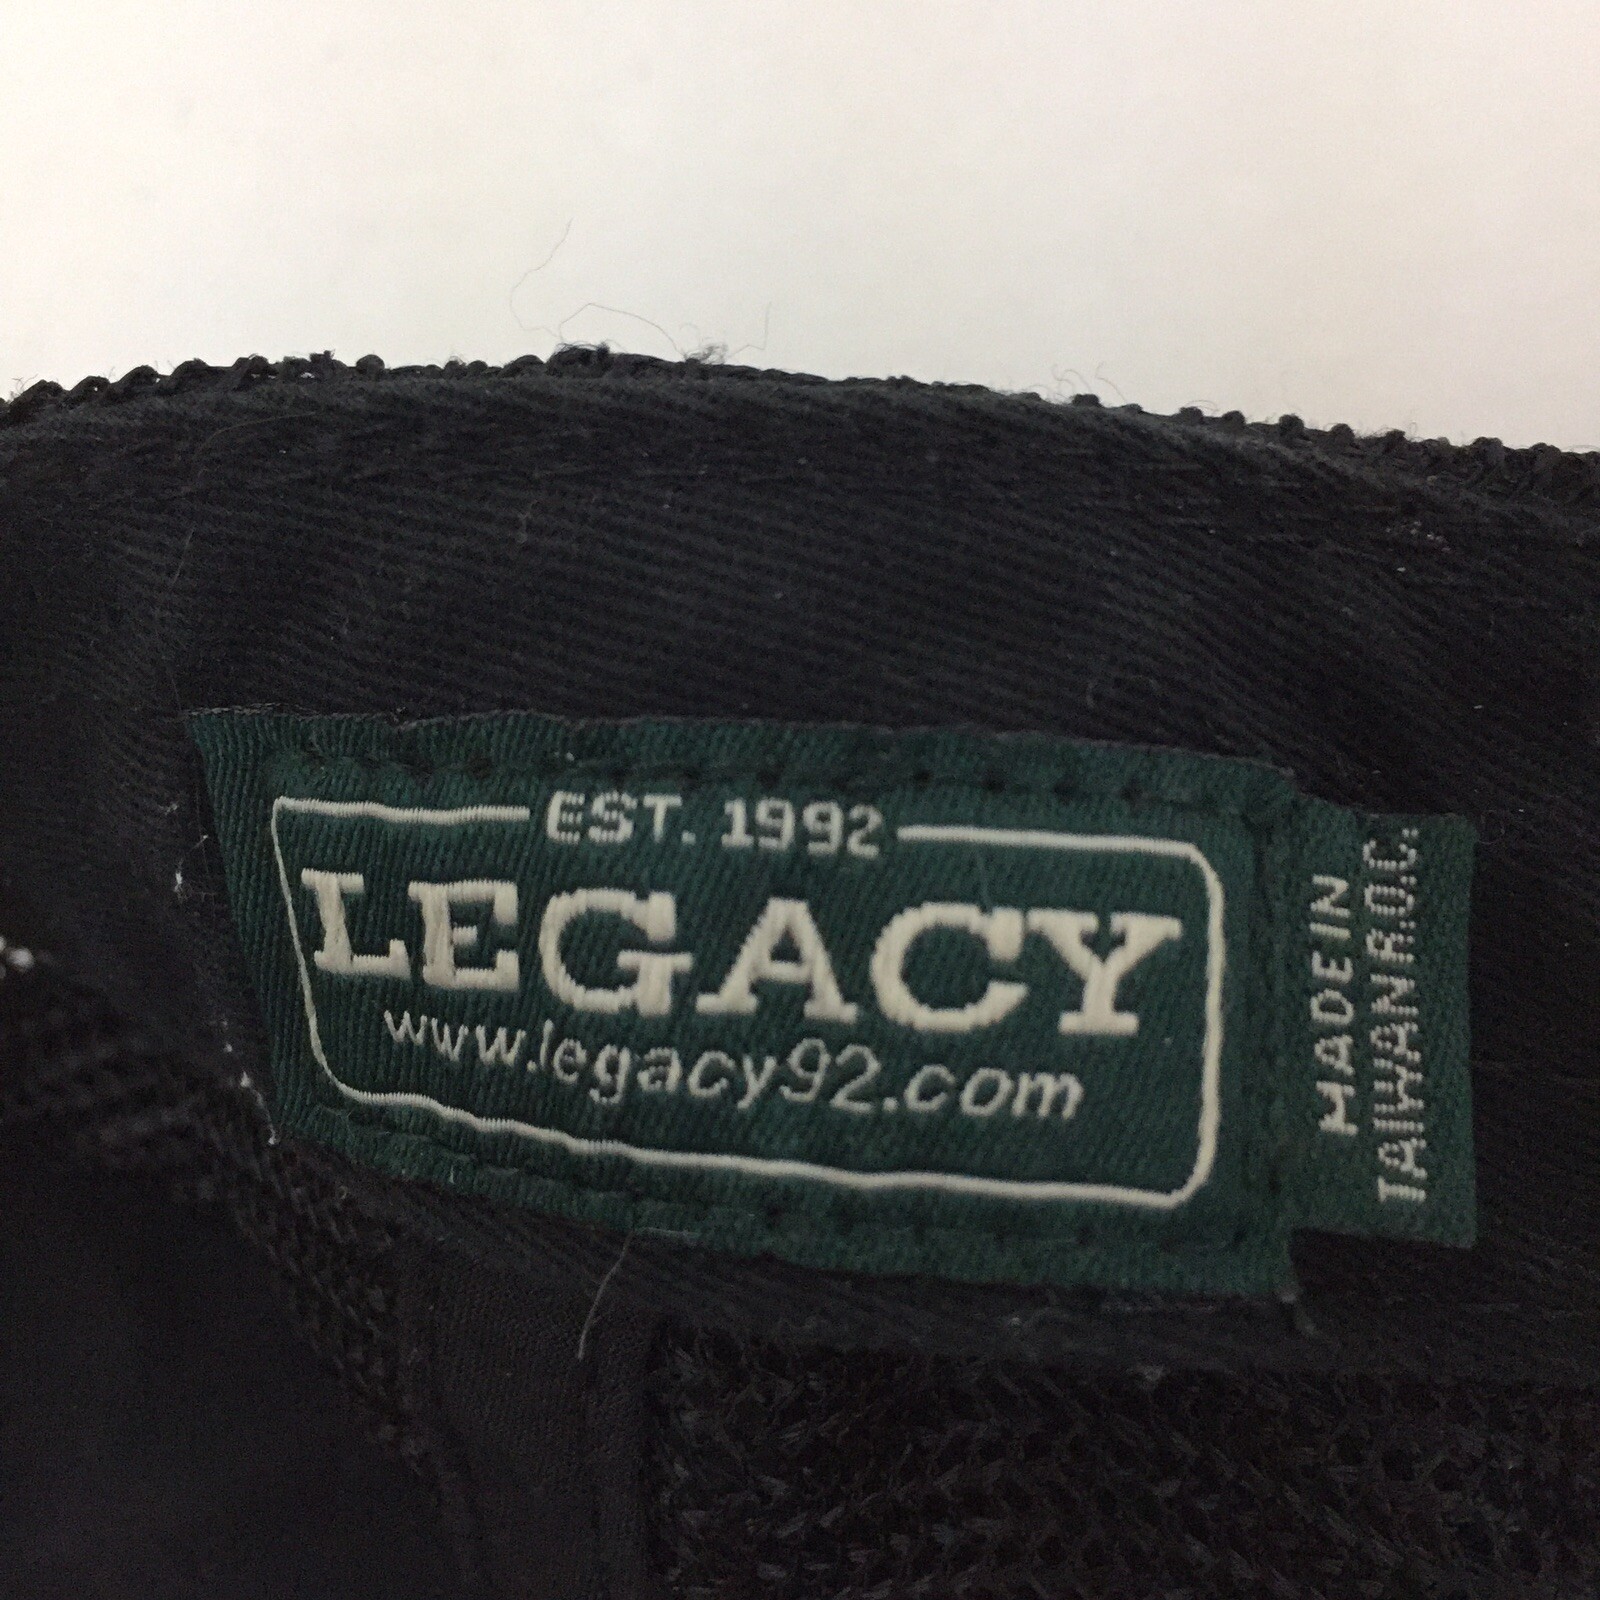 EST. 1992
LEGACY
www.legacy92.com
MADE IN
TAIWAN R.O.C.